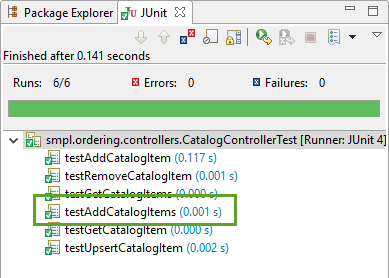 Package Explorer JUnit
Finished after 0.141 seconds
Runs: 6/6 Errors: 0 Failures: 0
smpl.ordering.controllers.CatalogControllerTest [Runner: JUnit 4]
testAddCatalogItem (0.117 s)
testRemoveCatalogItem (0.001 s)
testGetCatalogItems (0.000 s)
testAddCatalogItems (0.001 s)
testGetCatalogItem (0.000 s)
testUpsertCatalogItem (0.002 s)